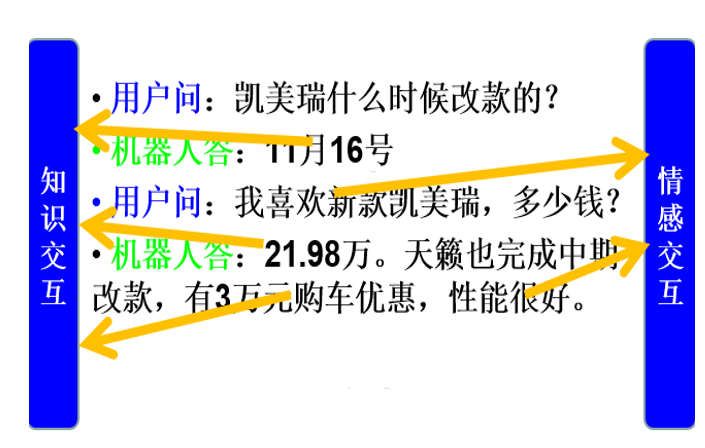 知识交互
• 用户问：凯美瑞什么时候改款的？
• 机器人答：11月16号
• 用户问：我喜欢新款凯美瑞，多少钱？
• 机器人答：21.98万。天籁也完成中期
改款，有3万元购车优惠，性能很好。
情感交互